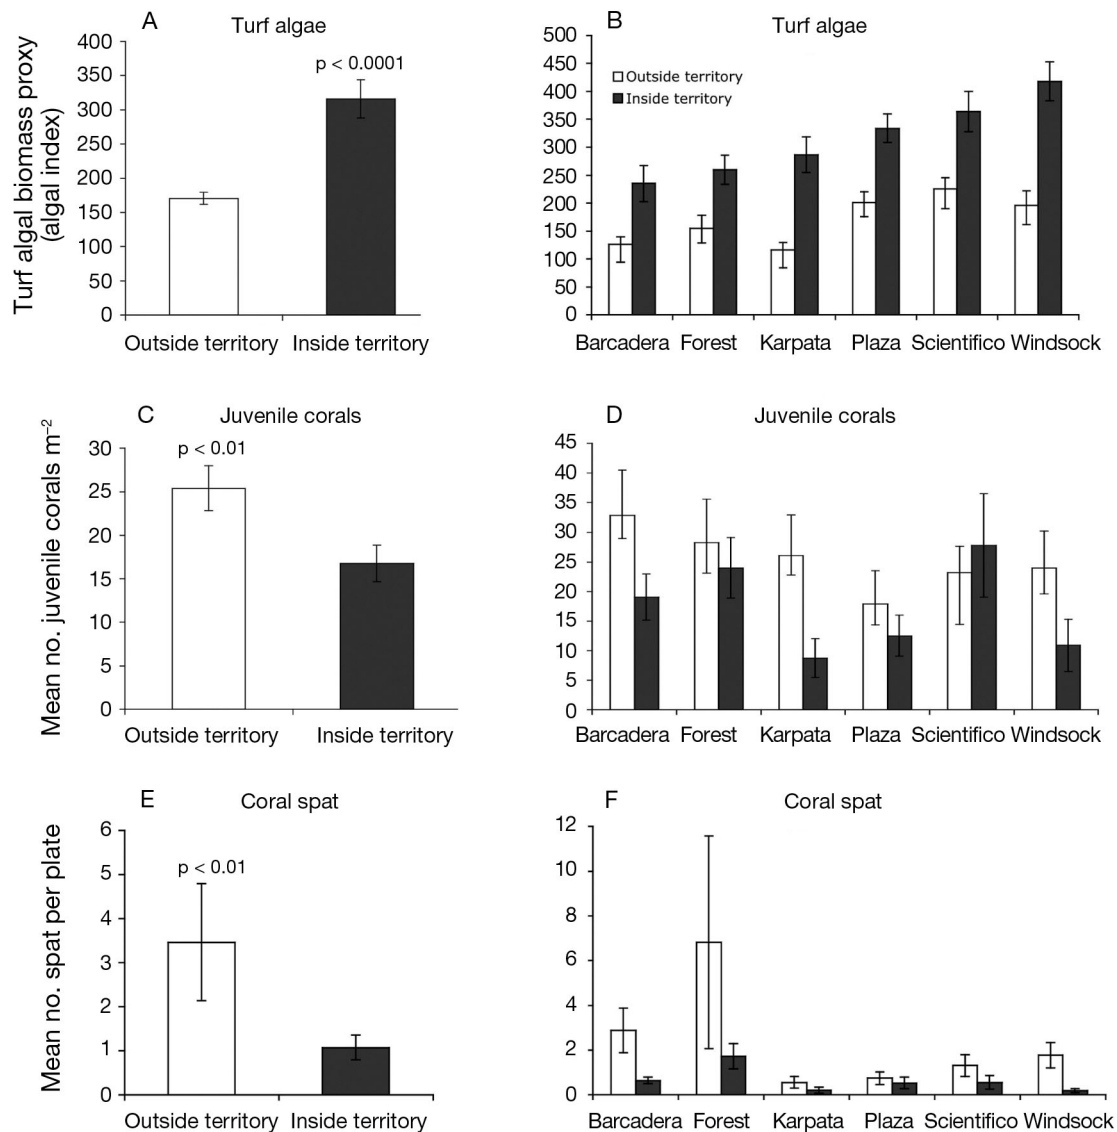 A
Turf algae
Turf algal biomass proxy
(algal index)
400
350
300
250
200
150
100
50
0
p < 0.0001
Outside territory
Inside territory
B
Turf algae
500
450
400
350
300
250
200
150
100
50
0
Outside territory
Inside territory
Barcadera
Forest
Karpata
Plaza
Scientifico
Windsock
C
Juvenile corals
Mean no. juvenile corals m⁻²
30
25
20
15
10
5
0
p < 0.01
Outside territory
Inside territory
D
Juvenile corals
45
40
35
30
25
20
15
10
5
0
Barcadera
Forest
Karpata
Plaza
Scientifico
Windsock
E
Coral spat
Mean no. spat per plate
6
5
4
3
2
1
0
p < 0.01
Outside territory
Inside territory
F
Coral spat
12
10
8
6
4
2
0
Barcadera
Forest
Karpata
Plaza
Scientifico
Windsock